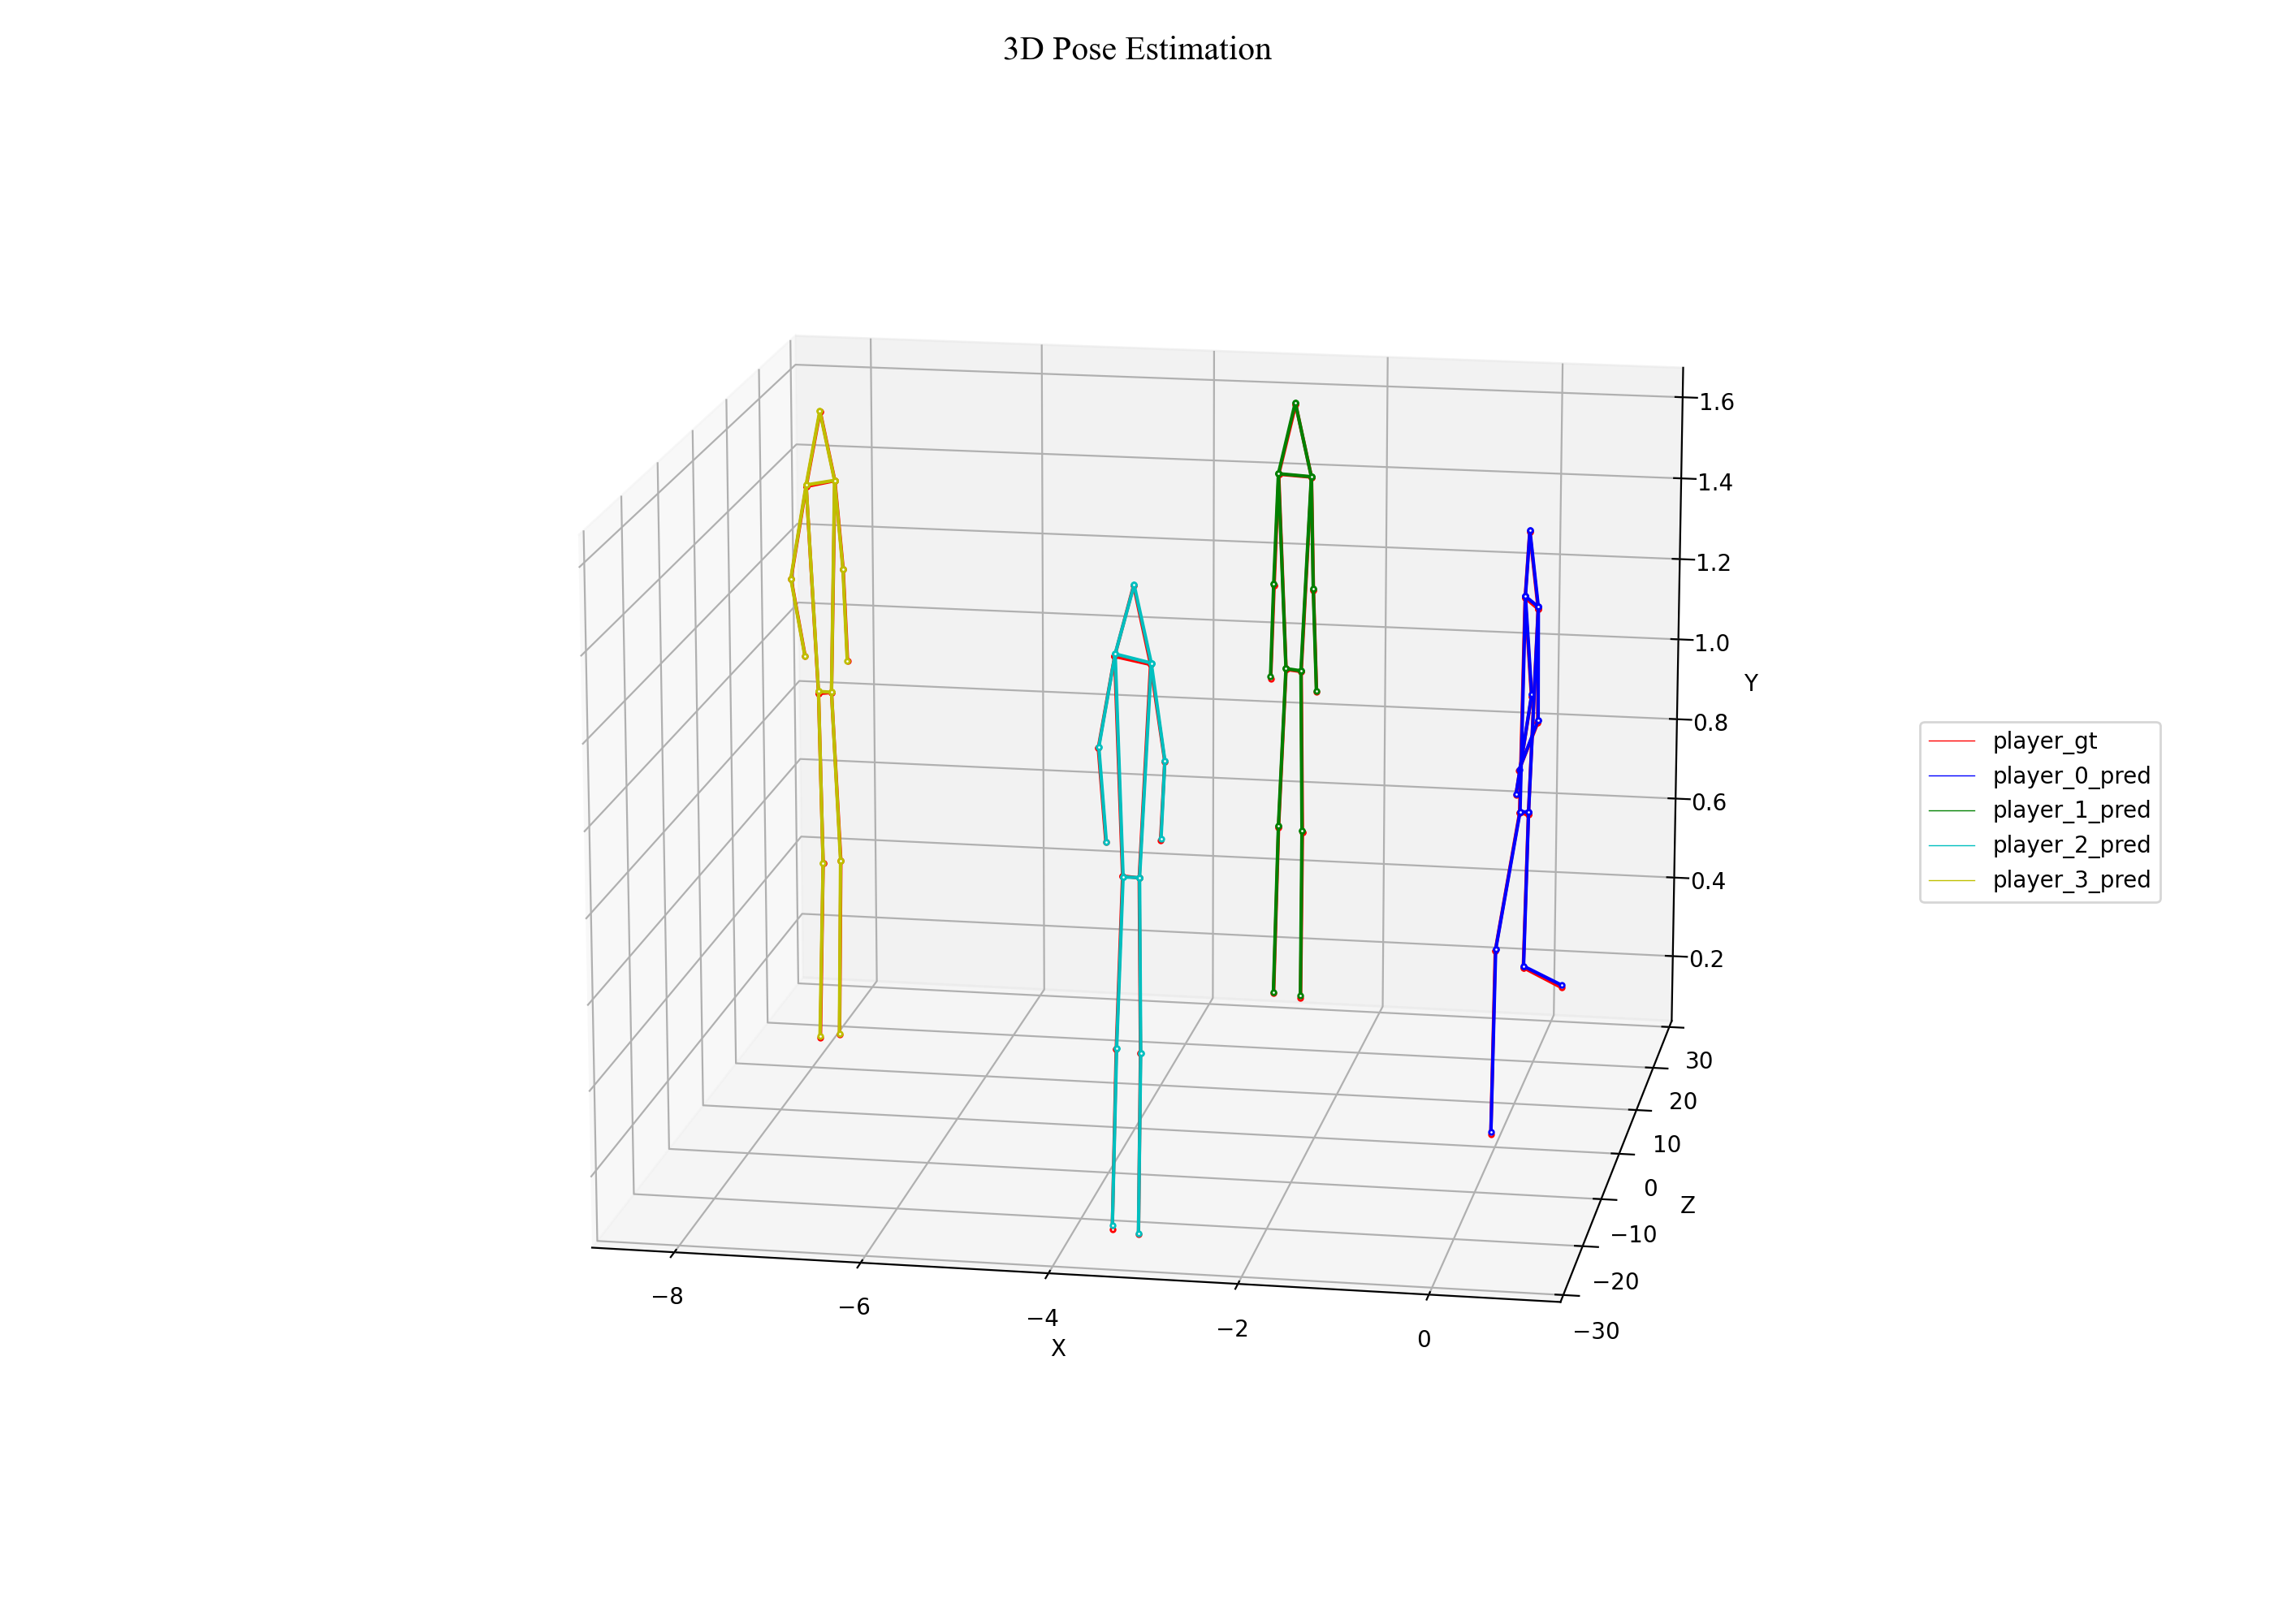 3D Pose Estimation
1.6
1.4
1.2
1.0
0.8
0.6
0.4
0.2
Y
30
20
10
0
−10
−20
−30
Z
−8
−6
−4
−2
0
X
player_gt
player_0_pred
player_1_pred
player_2_pred
player_3_pred